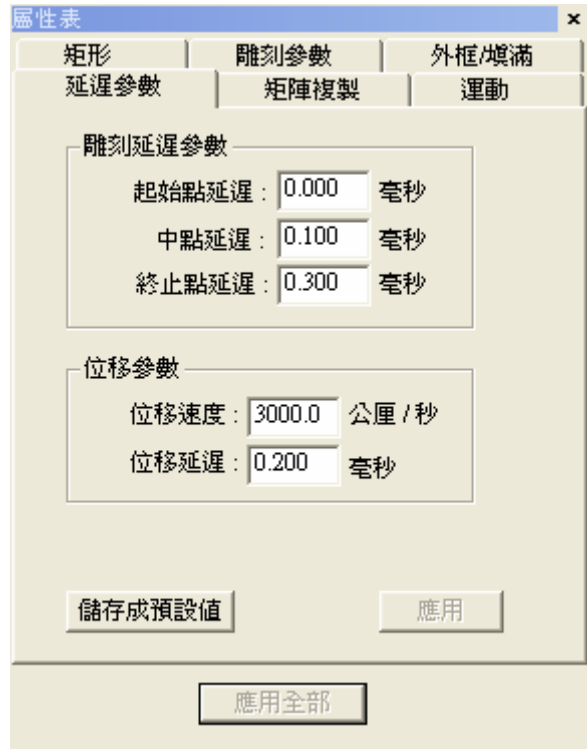 屬性表
矩形 雕刻參數 外框/填滿
延遲參數 矩陣複製 運動
雕刻延遲參數
起始點延遲 : 0.000 毫秒
中點延遲 : 0.100 毫秒
終止點延遲 : 0.300 毫秒
位移參數
位移速度 : 3000.0 公厘 / 秒
位移延遲 : 0.200 毫秒
儲存成預設值 應用
應用全部